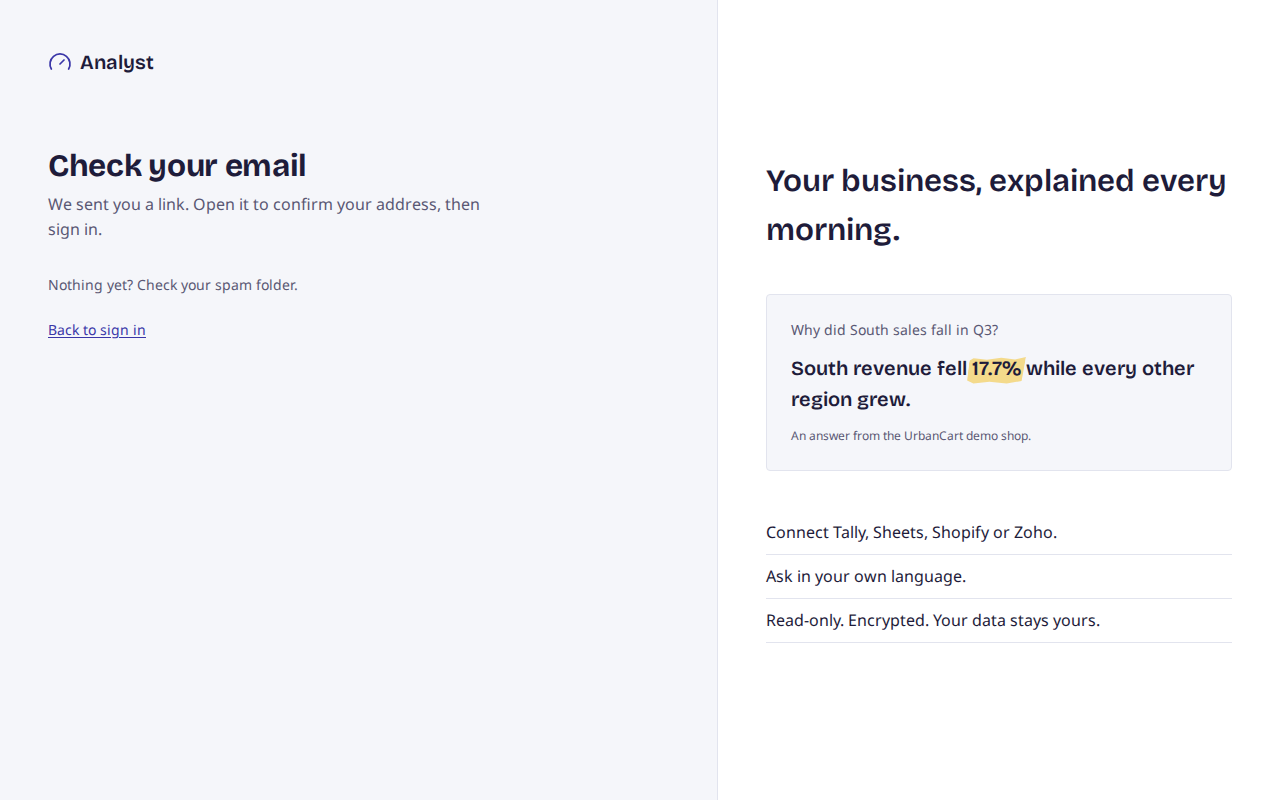 Analyst
Check your email
We sent you a link. Open it to confirm your address, then
sign in.
Nothing yet? Check your spam folder.
Back to sign in
Your business, explained every
morning.
Why did South sales fall in Q3?
South revenue fell 17.7% while every other
region grew.
An answer from the UrbanCart demo shop.
Connect Tally, Sheets, Shopify or Zoho.
Ask in your own language.
Read-only. Encrypted. Your data stays yours.